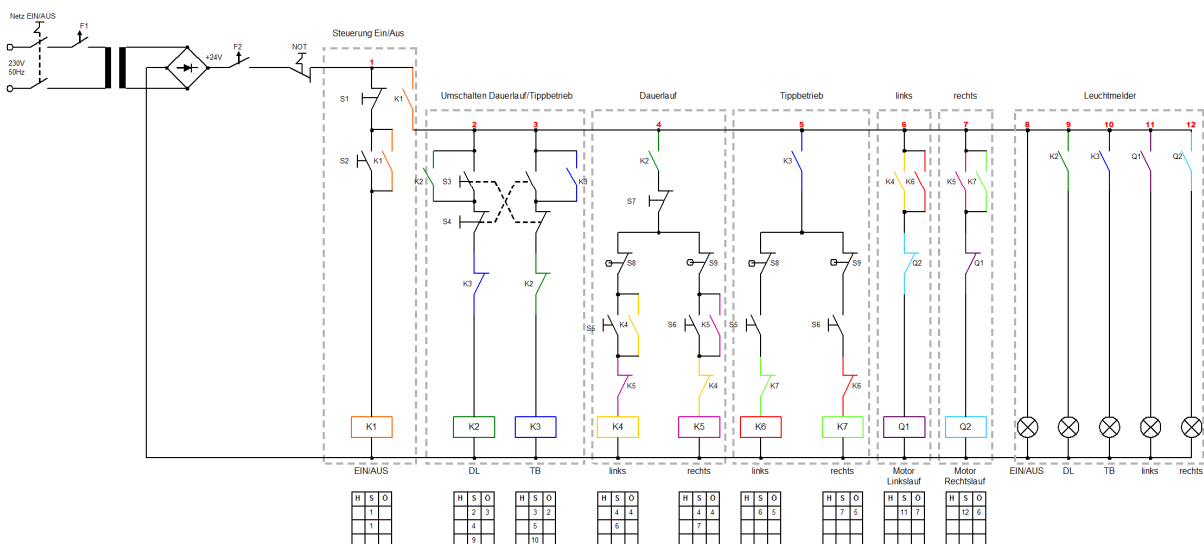 Netz EIN/AUS
F1
230V
50Hz
+24V
F2
NOT
Steuerung Ein/Aus
1
S1
K1
S2
K1
Umschalten Dauerlauf/Tippbetrieb
Dauerlauf
Tippbetrieb
links
rechts
Leuchtmelder
2
3
4
5
6
7
8
9
10
11
12
K2
S3
K3
S4
K3
K2
K2
S7
S8
S9
S5
K4
S6
K5
K5
K4
K3
S8
S9
S5
S6
K7
K6
K4
K6
Q2
K5
K7
Q1
K2
K3
Q1
Q2
K1
K2
K3
K4
K5
K6
K7
Q1
Q2
EIN/AUS
DL
TB
links
rechts
links
rechts
Motor
Linkslauf
Motor
Rechtslauf
EIN/AUS
DL
TB
links
rechts
H S Ö
1
1
H S Ö
2 3
4
9
H S Ö
3 2
5
10
H S Ö
4 4
6
H S Ö
4 4
7
H S Ö
6 5
H S Ö
7 5
H S Ö
11 7
H S Ö
12 6